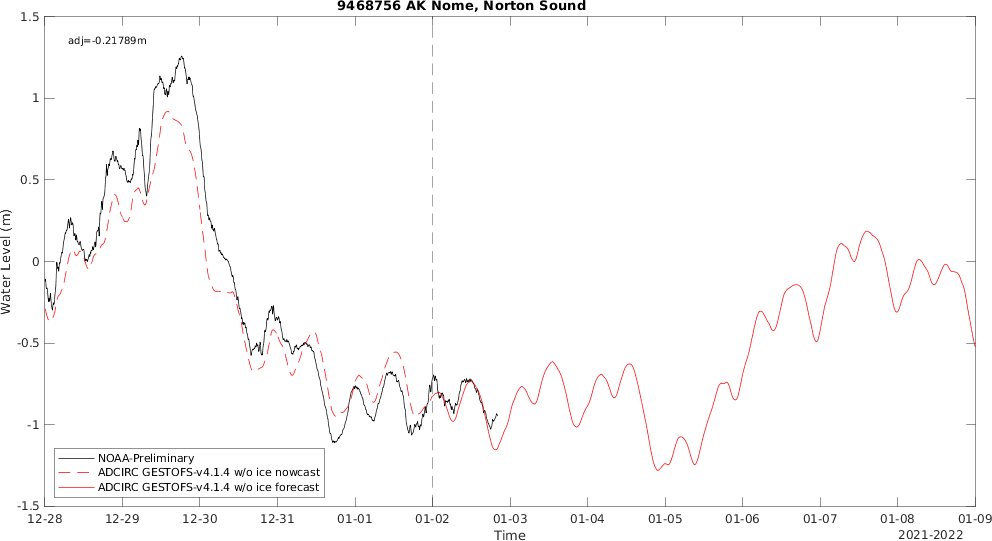 9468756 AK Nome, Norton Sound
adj=-0.21789m
1.5
1
0.5
0
-0.5
-1
-1.5
Water Level (m)
NOAA-Preliminary
ADCIRC GESTOFS-v4.1.4 w/o ice nowcast
ADCIRC GESTOFS-v4.1.4 w/o ice forecast
12-28 12-29 12-30 12-31 01-01 01-02 01-03 01-04 01-05 01-06 01-07 01-08 01-09
Time
2021-2022